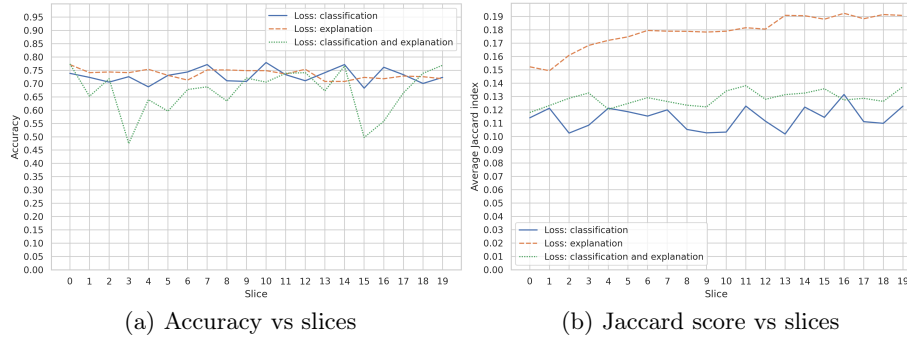 0.95
0.90
0.85
0.80
0.75
0.70
0.65
0.60
0.55
0.50
0.45
0.40
0.35
0.30
0.25
0.20
0.15
0.10
0.05
0.00
Accuracy
Loss: classification
Loss: explanation
Loss: classification and explanation
0 1 2 3 4 5 6 7 8 9 10 11 12 13 14 15 16 17 18 19
Slice
(a) Accuracy vs slices
0.19
0.18
0.16
0.15
0.14
0.13
0.12
0.11
0.10
0.09
0.08
0.07
0.06
0.05
0.04
0.03
0.02
0.01
0.00
Average Jaccard index
Loss: classification
Loss: explanation
Loss: classification and explanation
0 1 2 3 4 5 6 7 8 9 10 11 12 13 14 15 16 17 18 19
Slice
(b) Jaccard score vs slices